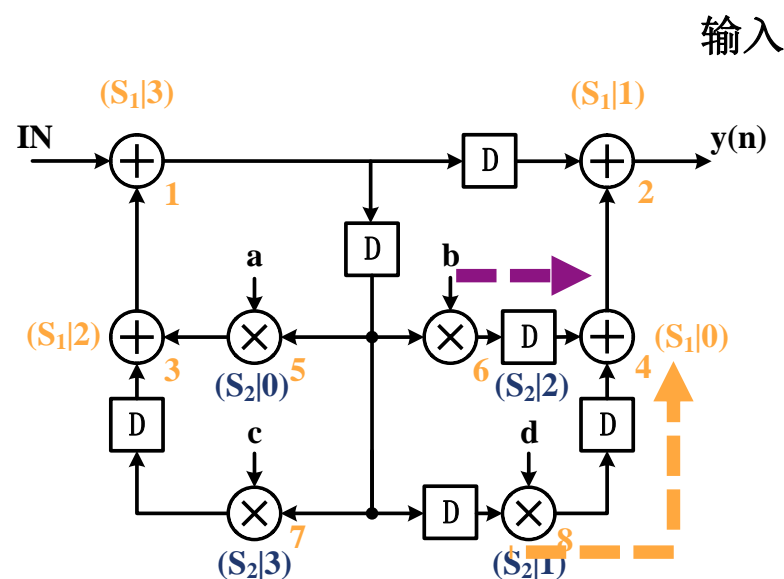 输入
(S₁|3)
(S₁|1)
IN
D
y(n)
1
2
D
a
b
(S₁|2)
D
(S₁|0)
3
5
6
4
(S₂|0)
(S₂|2)
D
c
d
D
D
7
8
(S₂|3)
(S₂|1)